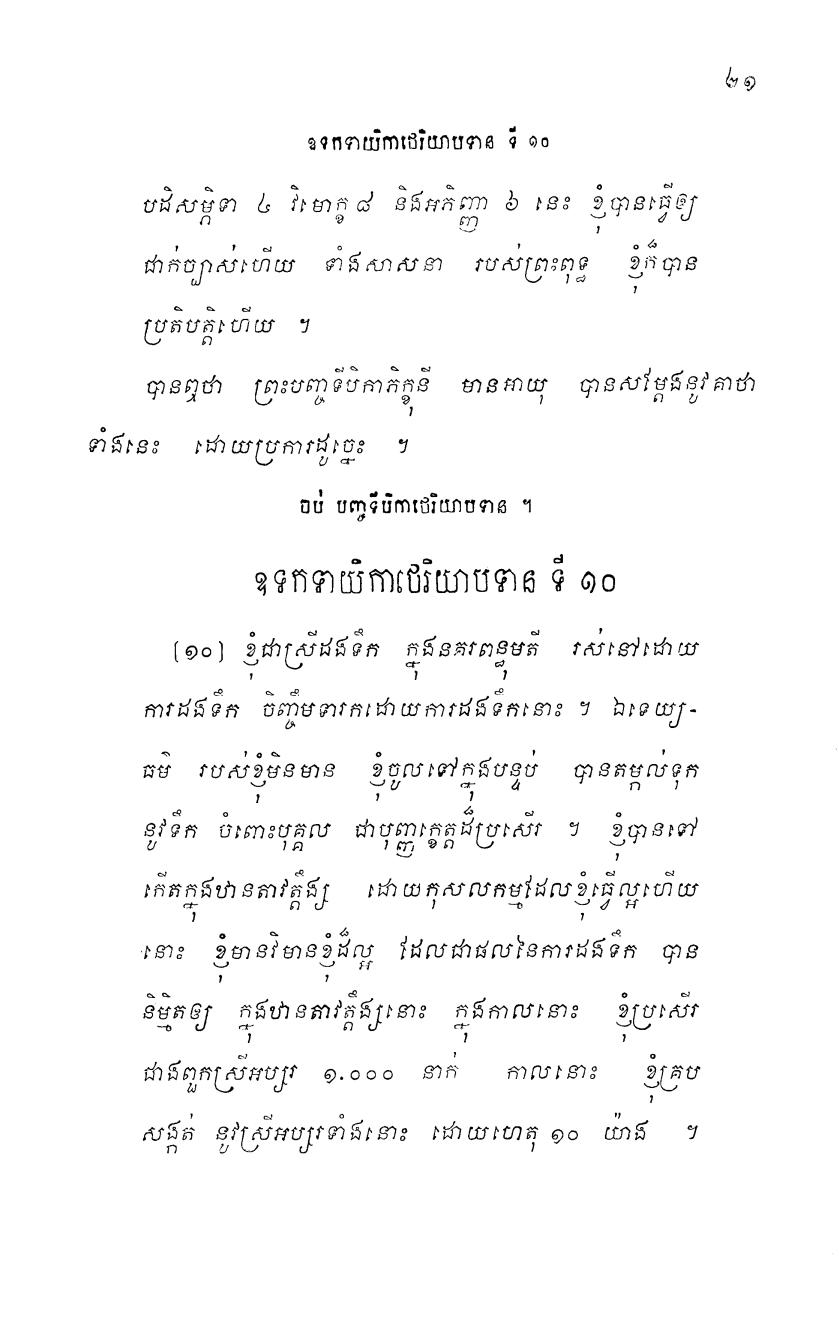 ២១
ឧទកទាយិកាថេរិយាបទាន ទី ១០
បដិសម្ភិទា ៤ វិមោក្ខ ៨ និងអភិញ្ញា ៦ នេះ ខ្ញុំបានធ្វើឲ្យ
ជាក់ច្បាស់ហើយ ទាំងសាសនា របស់ព្រះពុទ្ធ ខ្ញុំក៏បាន
ប្រតិបត្តិហើយ ។
បានឮថា ព្រះបញ្ចទីបិកាភិក្ខុនី មានអាយុ បានសម្តែងនូវគាថា
ទាំងនេះ ដោយប្រការដូច្នេះ ។
ចប់ បញ្ចទីបិកាថេរិយាបទាន ។
ឧទកទាយិកាថេរិយាបទាន ទី ១០
(១០) ខ្ញុំជាស្រីដងទឹក ក្នុងនគរពន្ធុមតី រស់នៅដោយ
ការដងទឹក ចិញ្ចឹមទារកដោយការដងទឹកនោះ ។ ឯទេយ្យ-
ធម៌ របស់ខ្ញុំមិនមាន ខ្ញុំចូលទៅក្នុងបន្ទប់ បានតម្កល់ទុក
នូវទឹក ចំពោះបុគ្គល ជាបុញ្ញក្ខេត្តដ៏ប្រសើរ ។ ខ្ញុំបានទៅ
កើតក្នុងឋានតាវត្តឹង្ស ដោយកុសលកម្មដែលខ្ញុំធ្វើល្អហើយ
នោះ ខ្ញុំមានវិមានខ្ញុំដ៏ល្អ ដែលជាផលនៃការដងទឹក បាន
និម្មិតឲ្យ ក្នុងឋានតាវត្តឹង្សនោះ ក្នុងកាលនោះ ខ្ញុំប្រសើរ
ជាងពួកស្រីអប្សរ ១.០០០ នាក់ កាលនោះ ខ្ញុំគ្រប
សង្កត់ នូវស្រីអប្សរទាំងនោះ ដោយហេតុ ១០ យ៉ាង ។